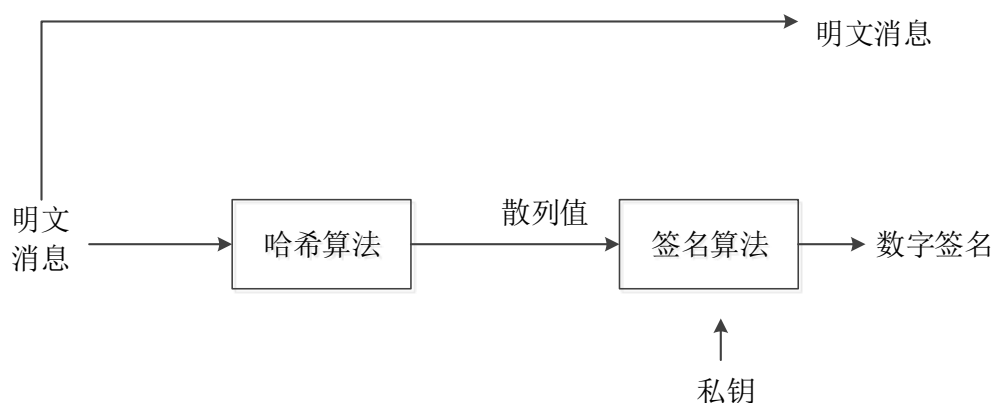 明文消息
明文
消息
哈希算法
散列值
签名算法
数字签名
私钥